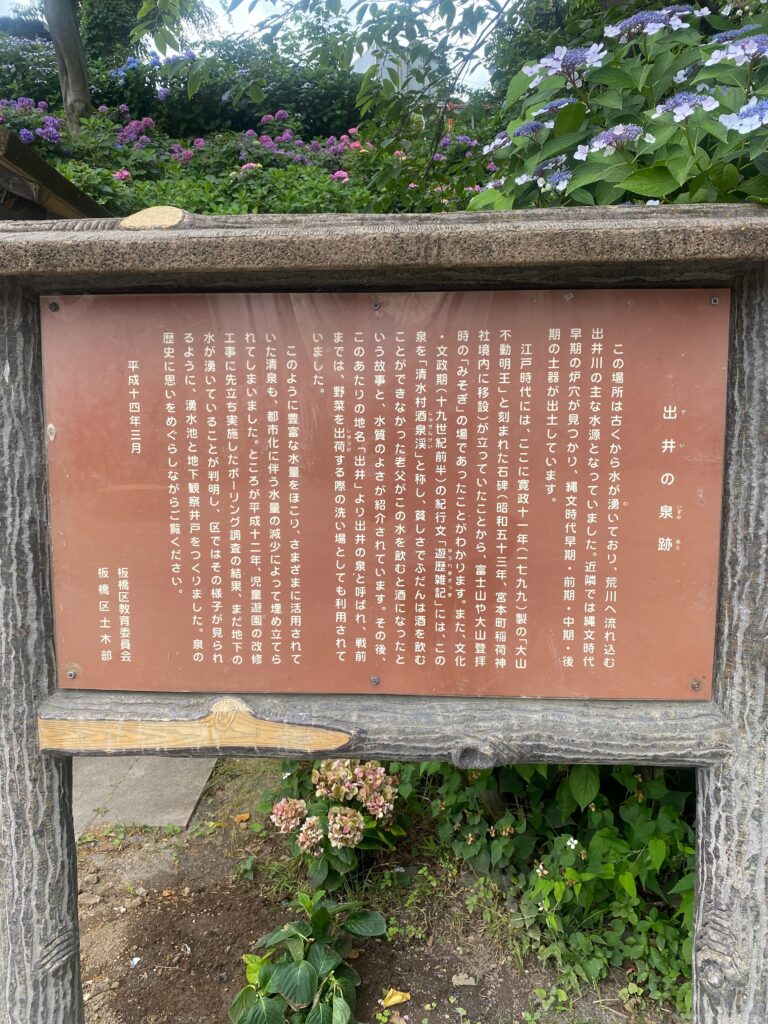 出井の泉跡
でい いずみ あと
この場所は古くから水が湧いており、荒川へ流れ込む
わ
出井川の主な水源となっていました。近隣では縄文時代
早期の炉穴が見つかり、縄文時代早期・前期・中期・後
期の土器が出土しています。
江戸時代には、ここに寛政十一年(一七九九)製の「大山
不動明王」と刻まれた石碑(昭和五十三年、宮本町稲荷神
社境内に移設)が立っていたことから、富士山や大山登拝
時の「みそぎ」の場であったことがわかります。また、文化
・文政期(十九世紀前半)の紀行文「遊歴雑記」には、この
ゆうれきざっき
泉を「清水村酒泉渓」と称し、貧しさでふだんは酒を飲む
しゅせんけい
ことができなかった老父がこの水を飲むと酒になったと
いう故事と、水質のよさが紹介されています。その後、
このあたりの地名「出井」より出井の泉と呼ばれ、戦前
までは、野菜を出荷する際の洗い場としても利用されて
しゅっか
いました。
このように豊富な水量をほこり、さまざまに活用されて
いた清泉も、都市化に伴う水量の減少によって埋め立てら
れてしまいました。ところが平成十二年、児童遊園の改修
工事に先立ち実施したボーリング調査の結果、まだ地下の
水が湧いていることが判明し、区ではその様子が見られ
るように、湧水池と地下観察井戸をつくりました。泉の
歴史に思いをめぐらしながらご覧ください。
平成十四年三月
板橋区教育委員会
板橋区土木部